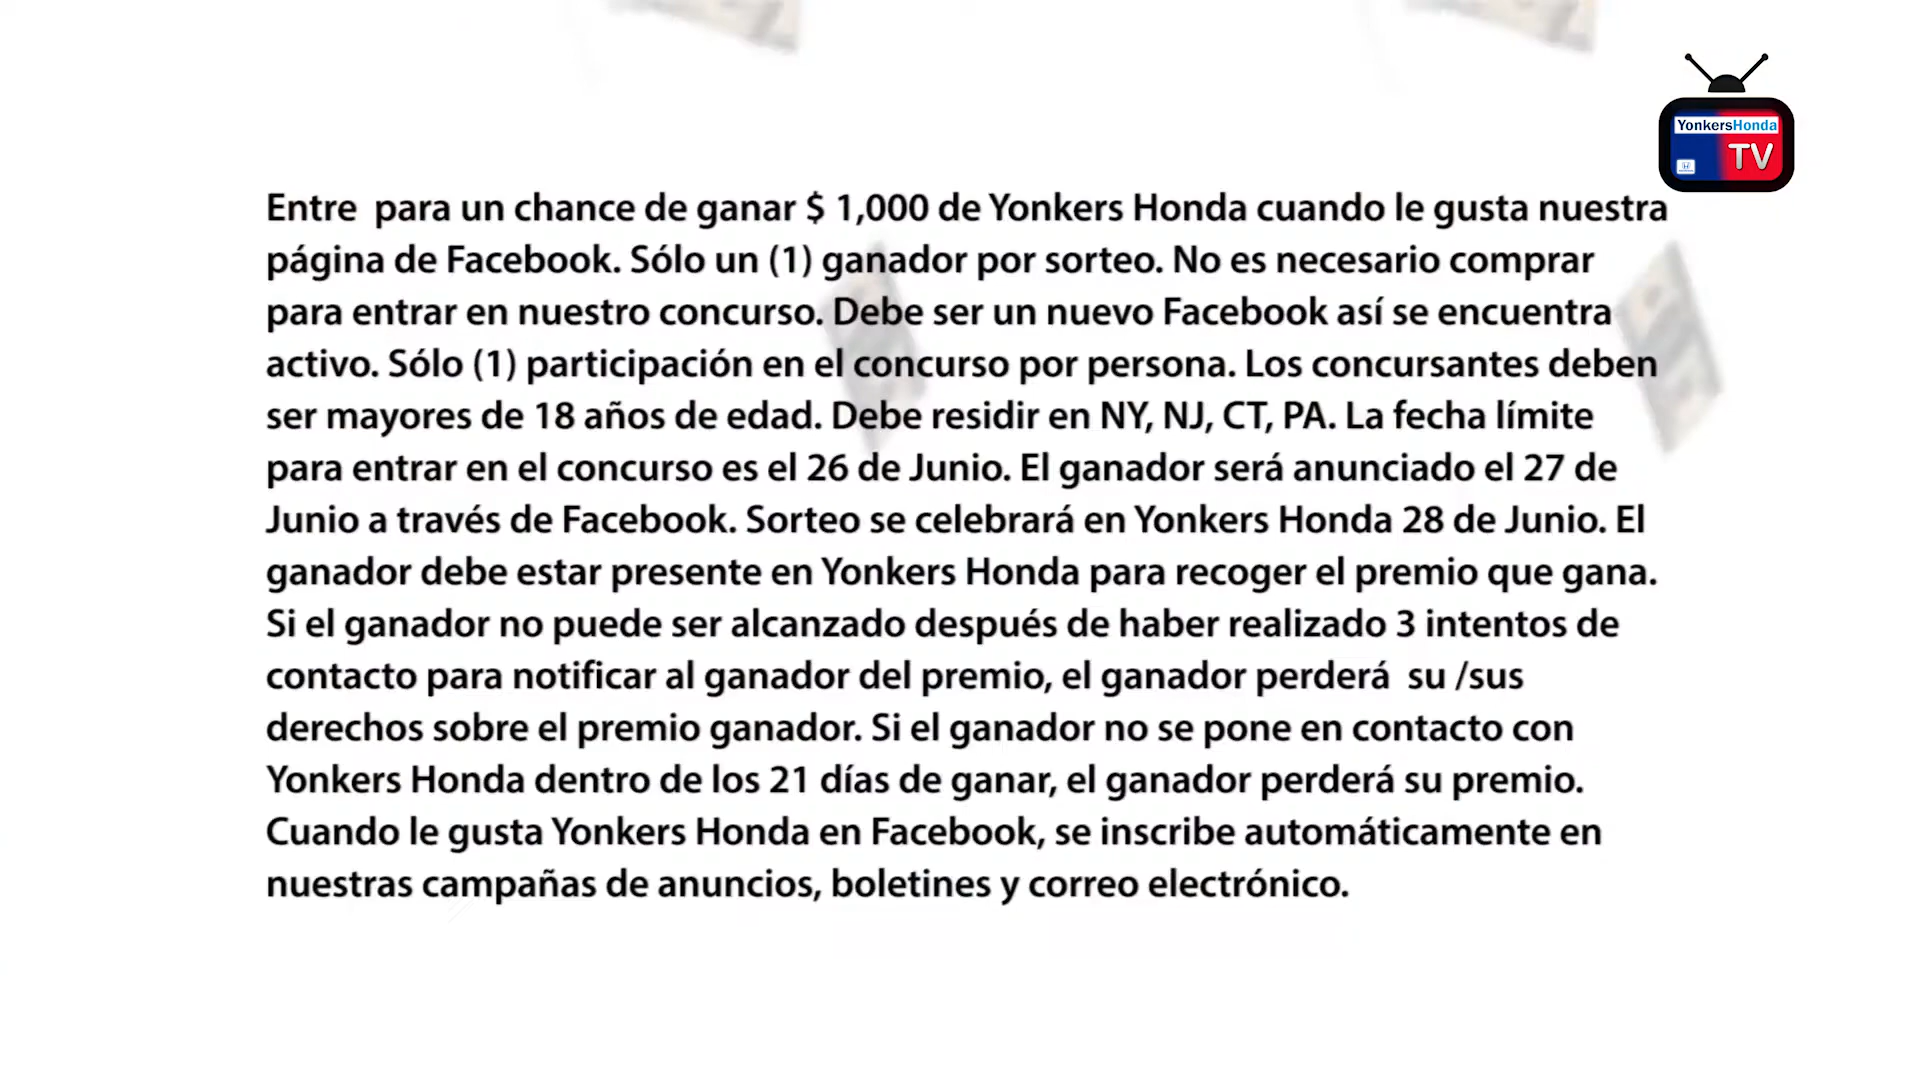 YonkersHonda
TV
Entre para un chance de ganar $ 1,000 de Yonkers Honda cuando le gusta nuestra
página de Facebook. Sólo un (1) ganador por sorteo. No es necesario comprar
para entrar en nuestro concurso. Debe ser un nuevo Facebook así se encuentra
activo. Sólo (1) participación en el concurso por persona. Los concursantes deben
ser mayores de 18 años de edad. Debe residir en NY, NJ, CT, PA. La fecha límite
para entrar en el concurso es el 26 de Junio. El ganador será anunciado el 27 de
Junio a través de Facebook. Sorteo se celebrará en Yonkers Honda 28 de Junio. El
ganador debe estar presente en Yonkers Honda para recoger el premio que gana.
Si el ganador no puede ser alcanzado después de haber realizado 3 intentos de
contacto para notificar al ganador del premio, el ganador perderá su /sus
derechos sobre el premio ganador. Si el ganador no se pone en contacto con
Yonkers Honda dentro de los 21 días de ganar, el ganador perderá su premio.
Cuando le gusta Yonkers Honda en Facebook, se inscribe automáticamente en
nuestras campañas de anuncios, boletines y correo electrónico.